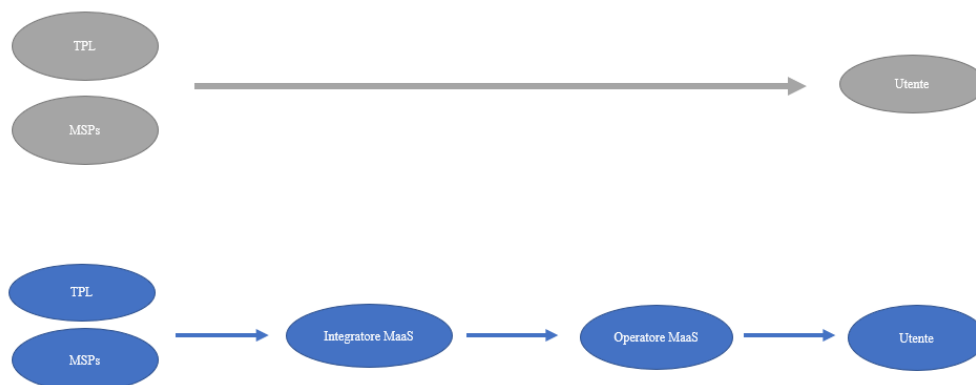 TPL
Utente
MSPs
TPL
Integratore MaaS
Operatore MaaS
Utente
MSPs